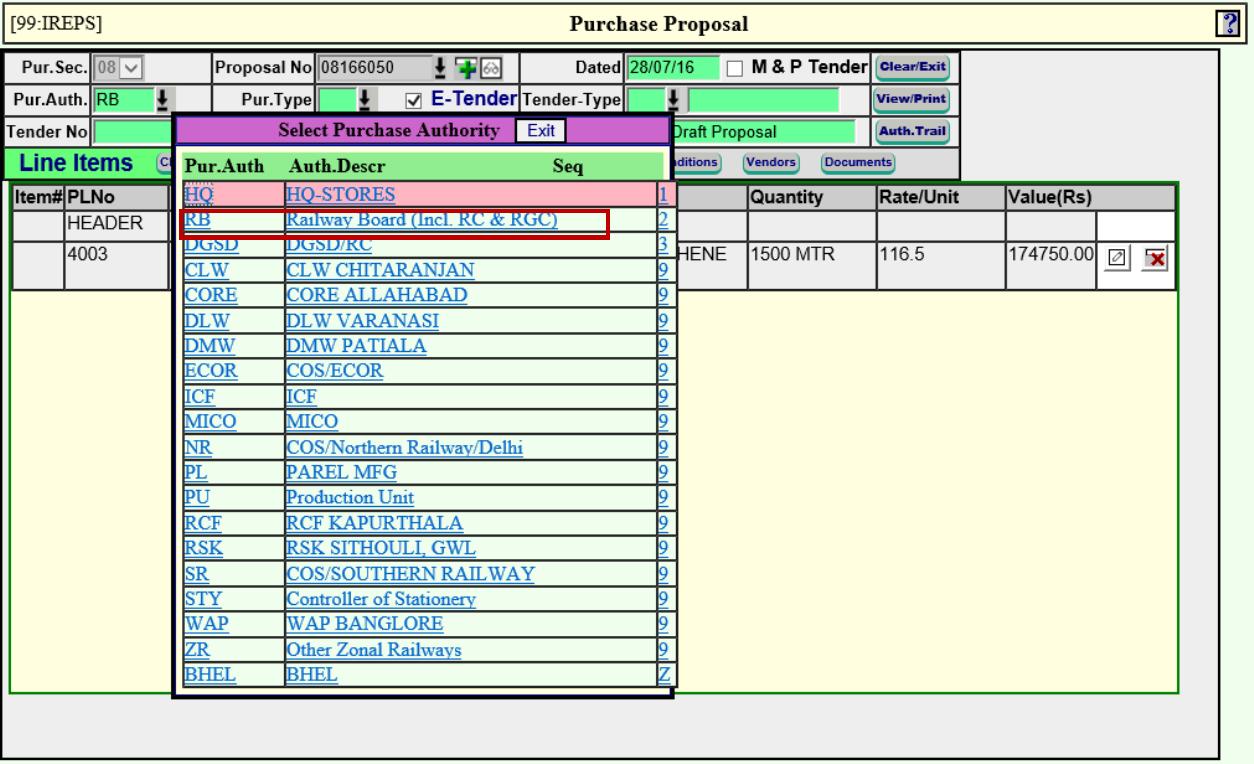 [99:IREPS] Purchase Proposal ?
Pur.Sec. 08 Proposal No 08166050 Dated 28/07/16 M & P Tender Clear/Exit
Pur.Auth. RB Pur.Type E-Tender Tender-Type View/Print
Tender No Select Purchase Authority Exit Draft Proposal Auth.Trail
Line Items Pur.Auth Auth.Descr Seq Vendors Documents
Item# PLNo HQ HQ-STORES 1 Quantity Rate/Unit Value(Rs)
HEADER RB Railway Board (Incl. RC & RGC) 2
4003 DGSD DGSD/RC 3 HENE 1500 MTR 116.5 174750.00
CLW CLW CHITARANJAN 9
CORE CORE ALLAHABAD 9
DLW DLW VARANASI 9
DMW DMW PATIALA 9
ECOR COS/ECOR 9
ICF ICF 9
MICO MICO 9
NR COS/Northern Railway/Delhi 9
PL PAREL MFG 9
PU Production Unit 9
RCF RCF KAPURTHALA 9
RSK RSK SITHOULI, GWL 9
SR COS/SOUTHERN RAILWAY 9
STY Controller of Stationery 9
WAP WAP BANGLORE 9
ZR Other Zonal Railways 9
BHEL BHEL Z